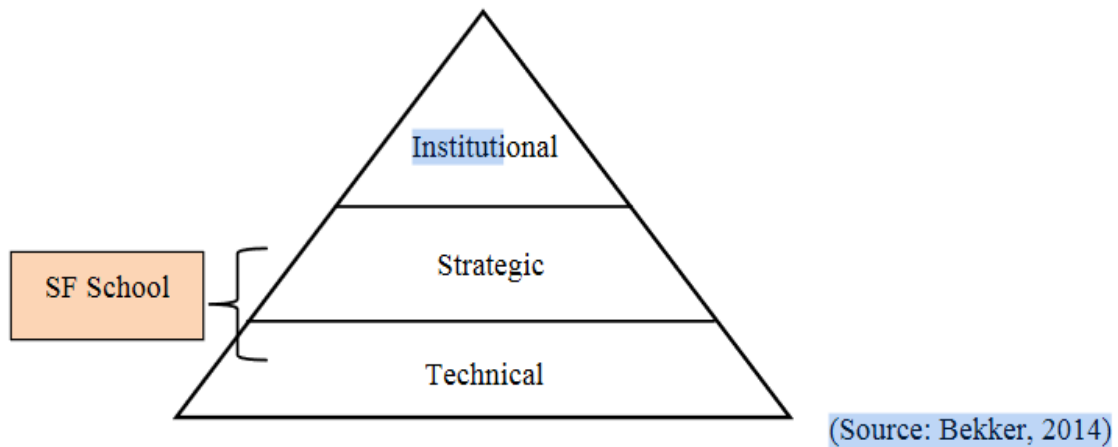 Institutional
Strategic
SF School
Technical
(Source: Bekker, 2014)